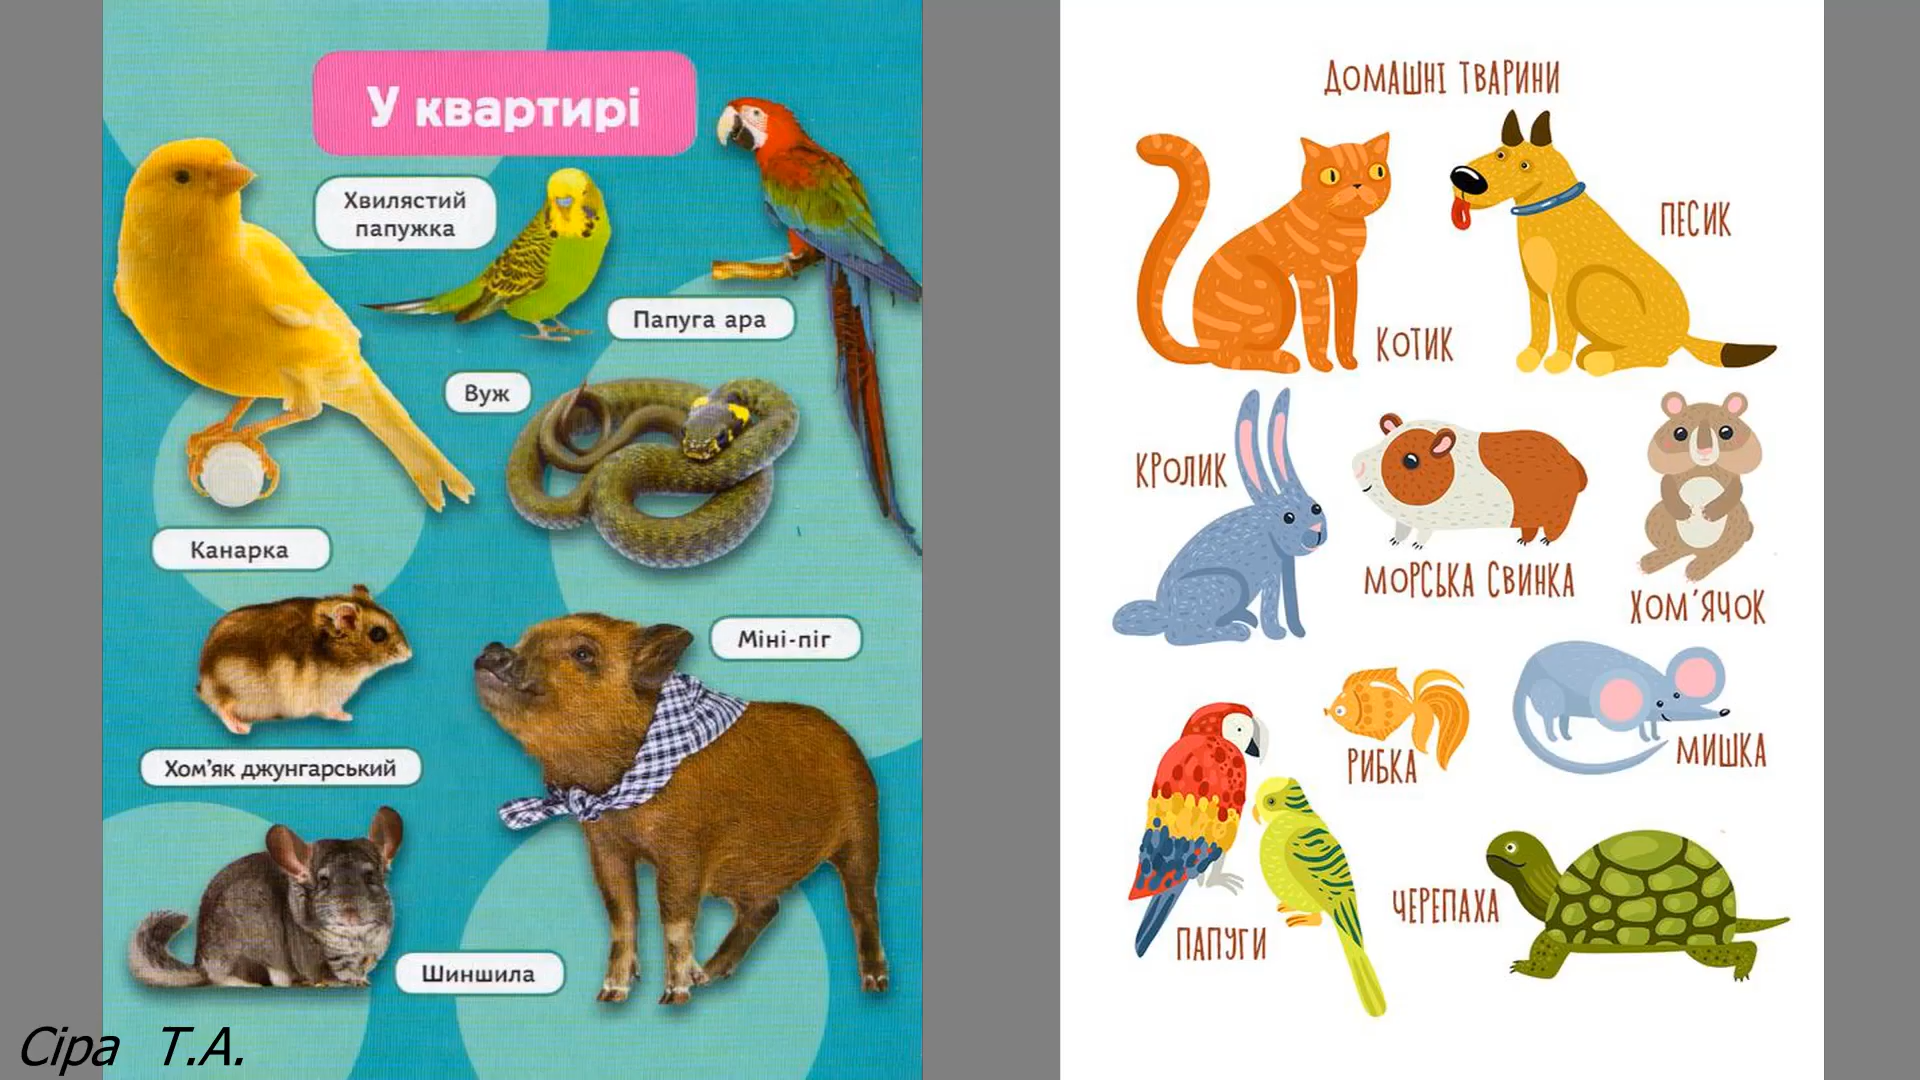 У квартирі
Хвилястий
папужка
Папуга ара
Вуж
Канарка
Міні-піг
Хом'як джунгарський
Шиншила
Сіра Т.А.
ДОМАШНІ ТВАРИНИ
ПЕСИК
КОТИК
КРОЛИК
МОРСЬКА СВИНКА
ХОМ'ЯЧОК
РИБКА
МИШКА
ЧЕРЕПАХА
ПАПУГИ